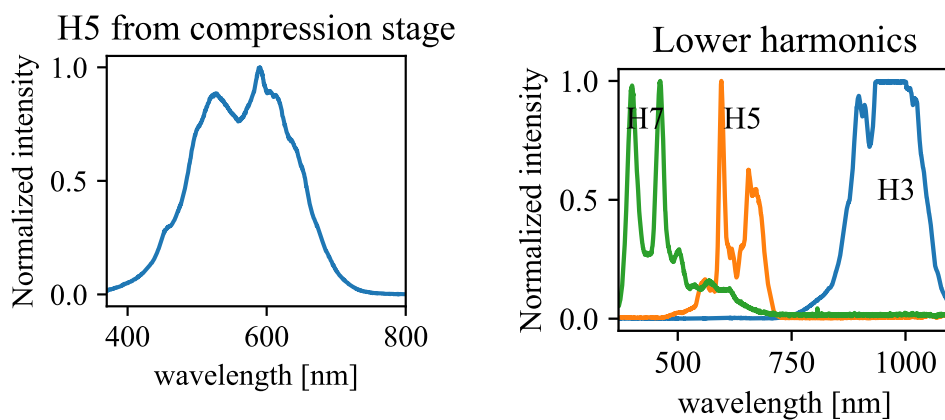 H5 from compression stage
Normalized intensity
1.0
0.5
0.0
400
600
800
wavelength [nm]
Lower harmonics
Normalized intensity
1.0
0.5
0.0
H7
H5
H3
500
750
1000
wavelength [nm]